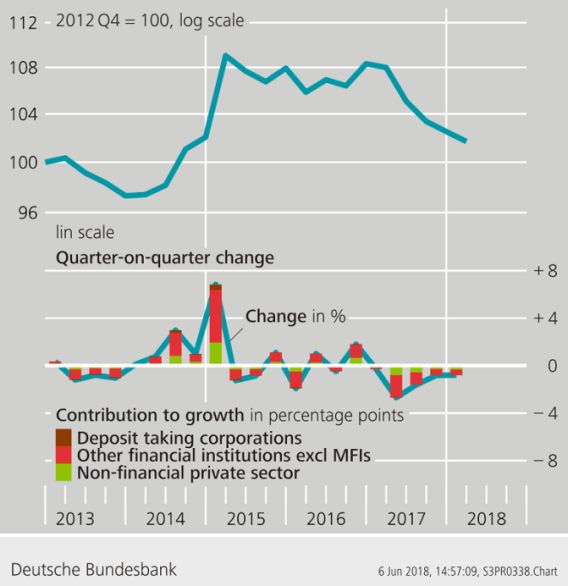 112
2012 Q4 = 100, log scale
108
104
100
96
lin scale
Quarter-on-quarter change
+ 8
Change in %
+ 4
0
Contribution to growth in percentage points
− 4
Deposit taking corporations
Other financial institutions excl MFIs
− 8
Non-financial private sector
2013 2014 2015 2016 2017 2018
Deutsche Bundesbank
6 Jun 2018, 14:57:09, S3PR0338.Chart